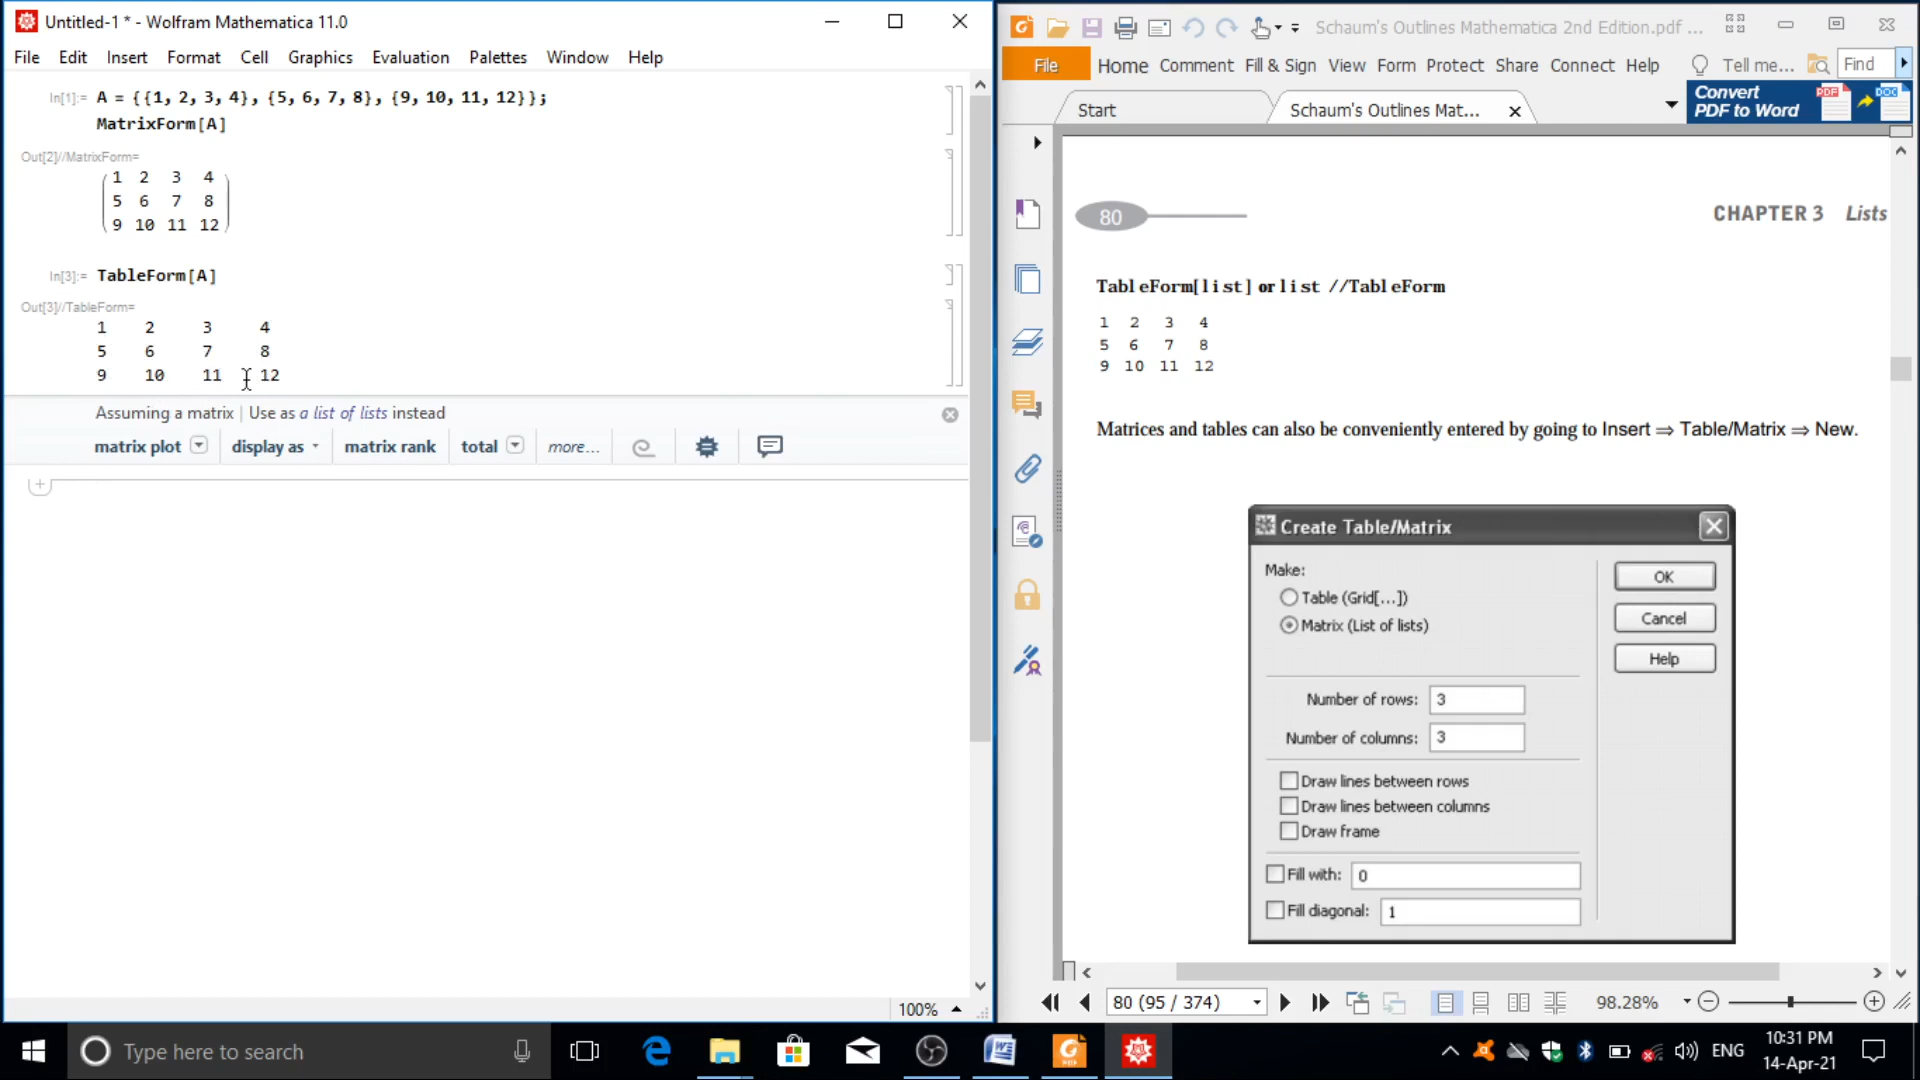 Untitled-1 * - Wolfram Mathematica 11.0
File Edit Insert Format Cell Graphics Evaluation Palettes Window Help
In[1]:= A = {{1, 2, 3, 4}, {5, 6, 7, 8}, {9, 10, 11, 12}};
MatrixForm[A]
Out[2]//MatrixForm=
1 2 3 4
5 6 7 8
9 10 11 12
In[3]:= TableForm[A]
Out[3]//TableForm=
1 2 3 4
5 6 7 8
9 10 11 12
Assuming a matrix | Use as a list of lists instead
matrix plot display as matrix rank total more...
100%
Schaum's Outlines Mathematica 2nd Edition.pdf ...
File Home Comment Fill & Sign View Form Protect Share Connect Help Tell me... Find
Start Schaum's Outlines Mat...
Convert
PDF to Word
PDF DOC
80 CHAPTER 3 Lists
TableForm[list] or list //TableForm
1 2 3 4
5 6 7 8
9 10 11 12
Matrices and tables can also be conveniently entered by going to Insert ⇒ Table/Matrix ⇒ New.
Create Table/Matrix
Make:
Table (Grid[...])
Matrix (List of lists)
OK
Cancel
Help
Number of rows: 3
Number of columns: 3
Draw lines between rows
Draw lines between columns
Draw frame
Fill with: 0
Fill diagonal: 1
80 (95 / 374) 98.28%
Type here to search
ENG
10:31 PM
14-Apr-21